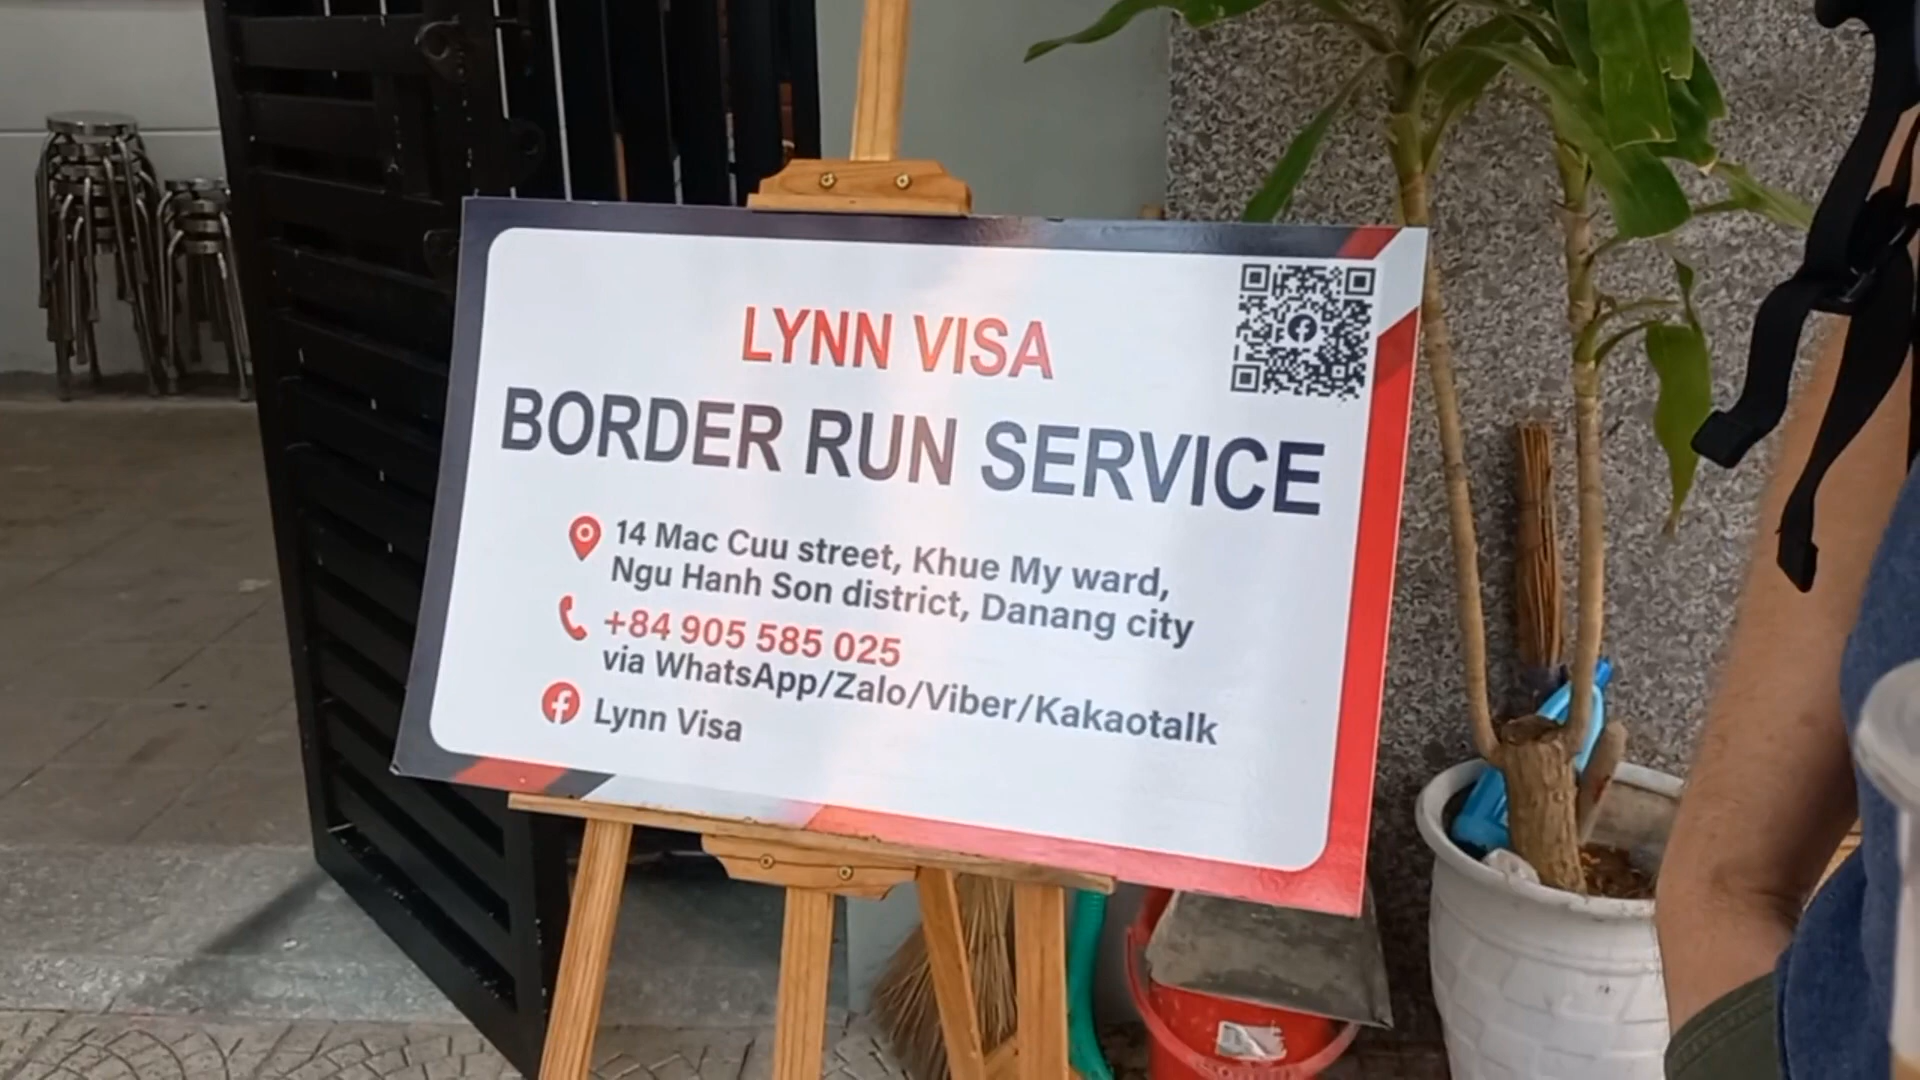 LYNN VISA
BORDER RUN SERVICE
14 Mac Cuu street, Khue My ward,
Ngu Hanh Son district, Danang city
+84 905 585 025
via WhatsApp/Zalo/Viber/Kakaotalk
Lynn Visa